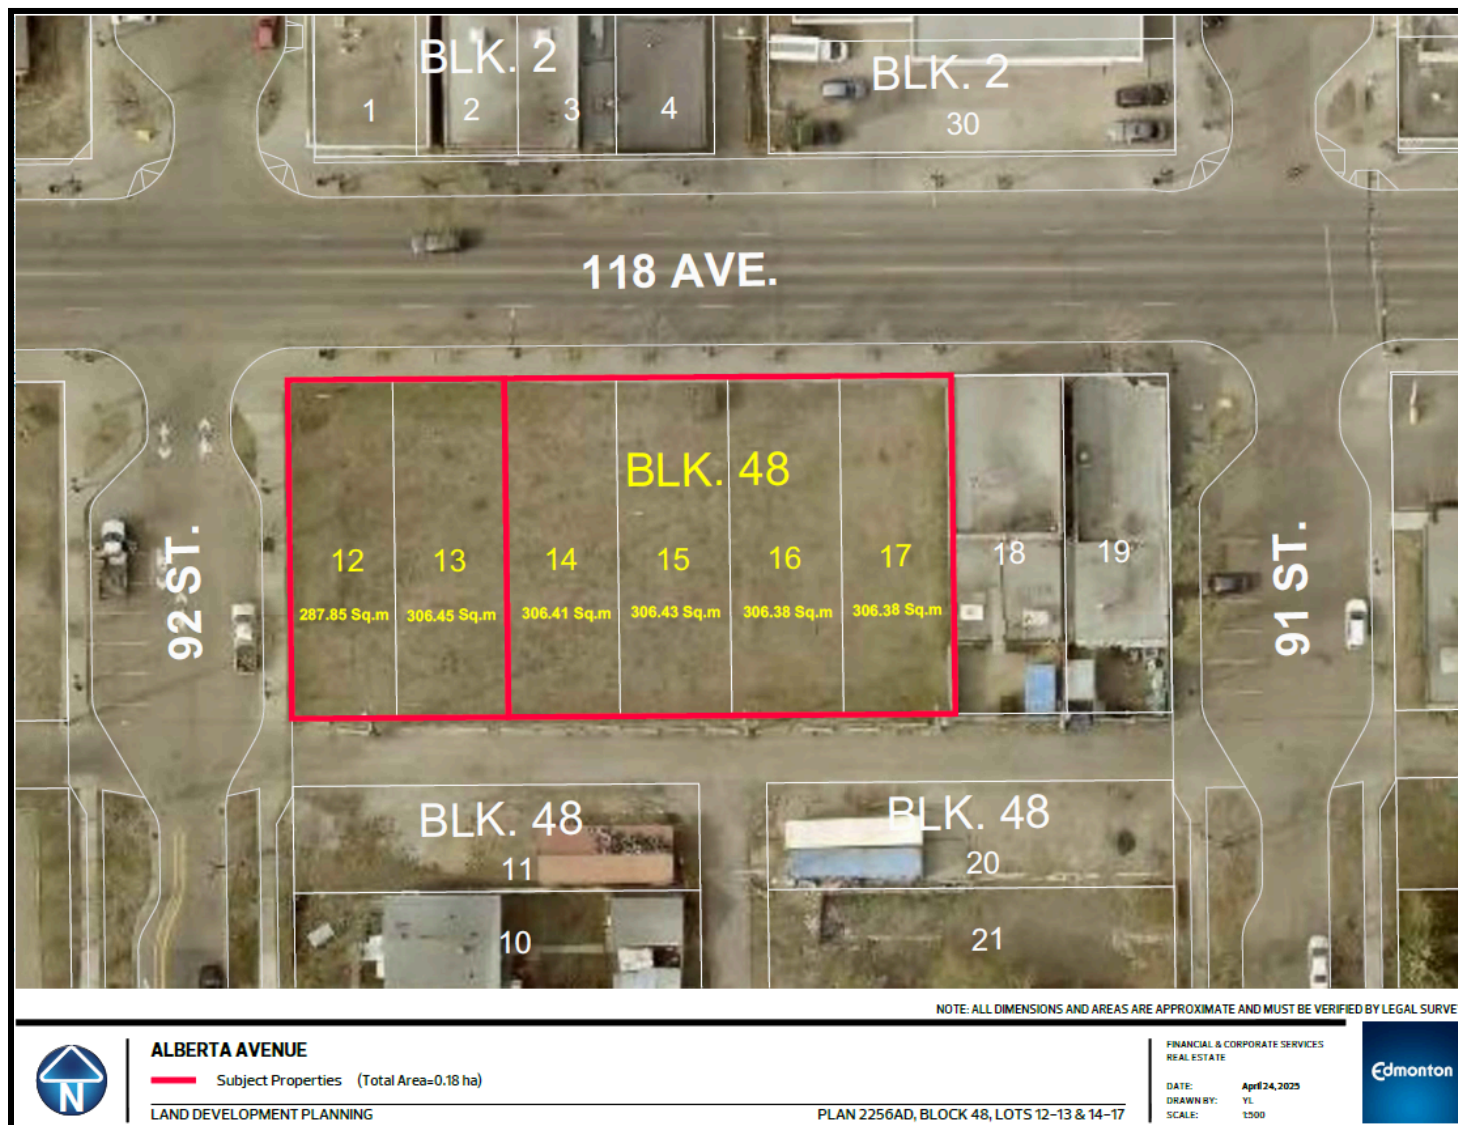 BLK. 2
1
2
3
4
BLK. 2
30
118 AVE.
BLK. 48
12
13
14
15
16
17
18
19
287.85 Sq.m
306.45 Sq.m
306.41 Sq.m
306.43 Sq.m
306.38 Sq.m
306.38 Sq.m
92 ST.
91 ST.
BLK. 48
11
BLK. 48
20
10
21
NOTE: ALL DIMENSIONS AND AREAS ARE APPROXIMATE AND MUST BE VERIFIED BY LEGAL SURVE
N
ALBERTA AVENUE
Subject Properties (Total Area=0.18 ha)
LAND DEVELOPMENT PLANNING
PLAN 2256AD, BLOCK 48, LOTS 12-13 & 14-17
FINANCIAL & CORPORATE SERVICES
REAL ESTATE
DATE: April 24, 2025
DRAWN BY: YL
SCALE: 1:500
Edmonton